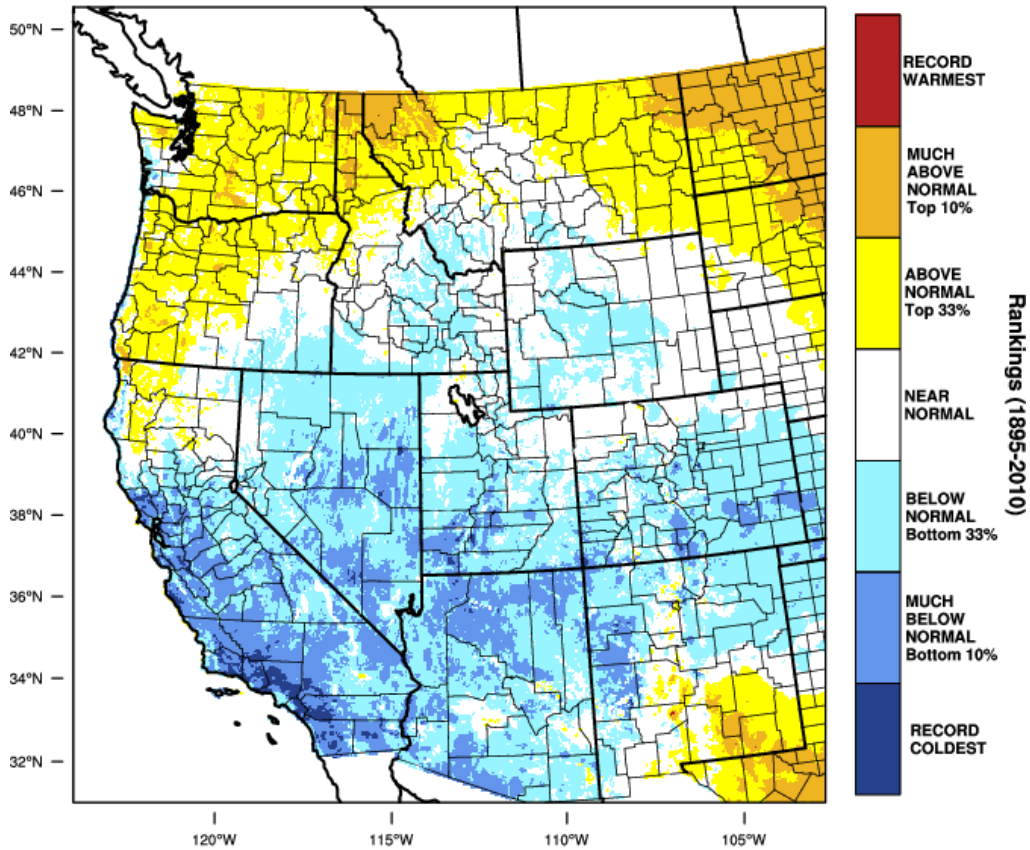 50°N
48°N
46°N
44°N
42°N
40°N
38°N
36°N
34°N
32°N
120°W
115°W
110°W
105°W
RECORD
WARMEST
MUCH
ABOVE
NORMAL
Top 10%
ABOVE
NORMAL
Top 33%
NEAR
NORMAL
BELOW
NORMAL
Bottom 33%
MUCH
BELOW
NORMAL
Bottom 10%
RECORD
COLDEST
Rankings (1895-2010)